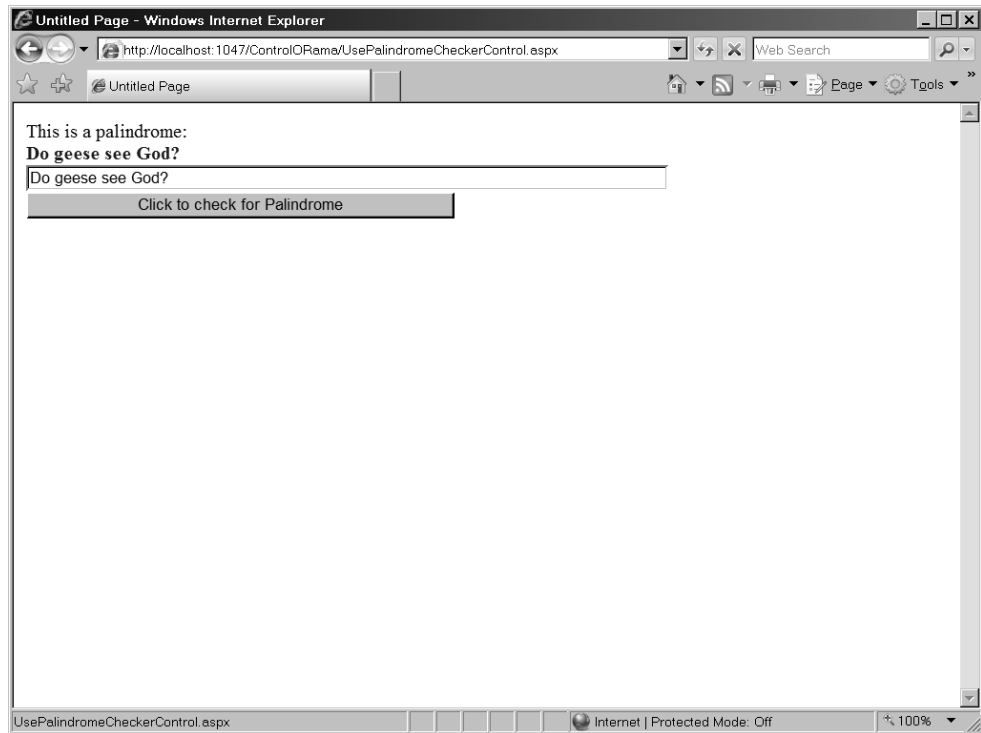 Untitled Page - Windows Internet Explorer
http://localhost:1047/ControlORama/UsePalindromeCheckerControl.aspx
Web Search
Untitled Page
Page
Tools
»
This is a palindrome:
Do geese see God?
Do geese see God?
Click to check for Palindrome
UsePalindromeCheckerControl.aspx
Internet | Protected Mode: Off
100%